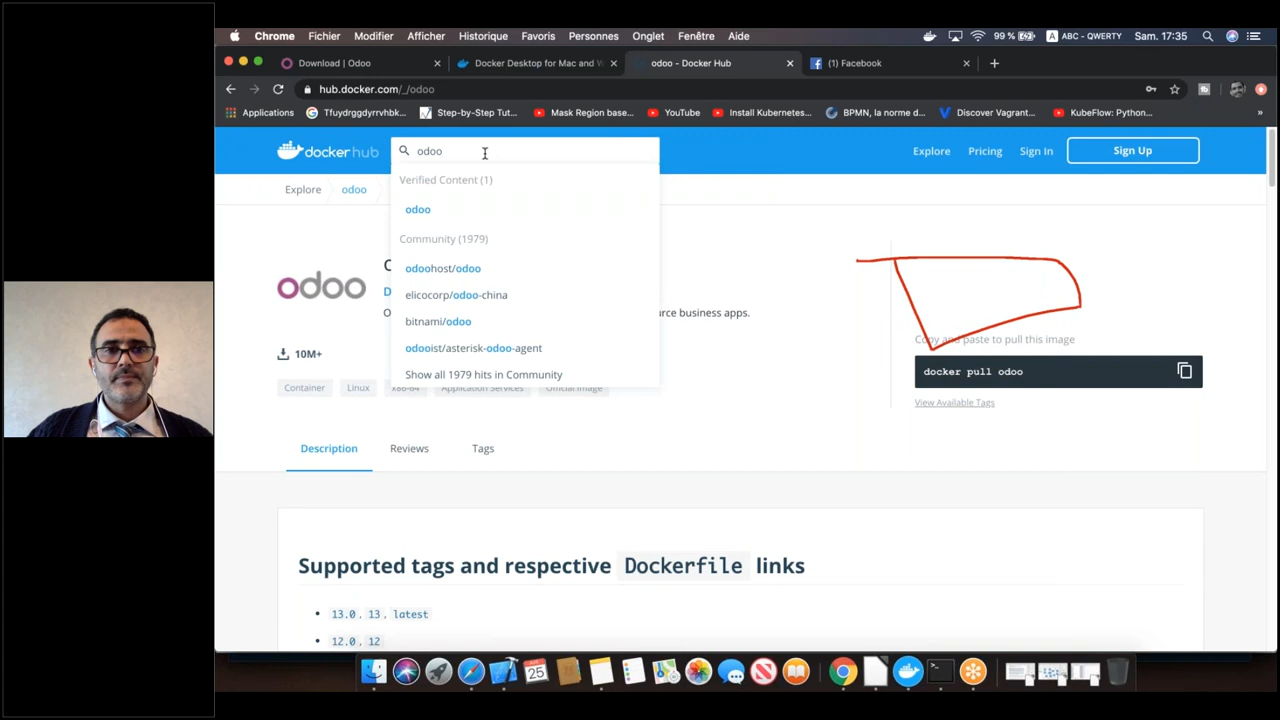 Chrome Fichier Modifier Afficher Historique Favoris Personnes Onglet Fenêtre Aide 99 % A ABC - QWERTY Sam. 17:35
Download | Odoo Docker Desktop for Mac and W odoo - Docker Hub (1) Facebook
hub.docker.com/_/odoo
Applications Tfuydrggdyrrvhbk... Step-by-Step Tut... Mask Region base... YouTube Install Kubernetes... BPMN, la norme d... Discover Vagrant... KubeFlow: Python... »
docker hub odoo Explore Pricing Sign In Sign Up
Explore odoo
Verified Content (1)
odoo
Community (1979)
odoohost/odoo
elicocorp/odoo-china
bitnami/odoo
odooist/asterisk-odoo-agent
Show all 1979 hits in Community
odoo
urce business apps.
10M+
Container Linux x86-64 Application Services Official Image
Copy and paste to pull this image
docker pull odoo
View Available Tags
Description Reviews Tags
Supported tags and respective Dockerfile links
• 13.0, 13, latest
• 12.0, 12
25